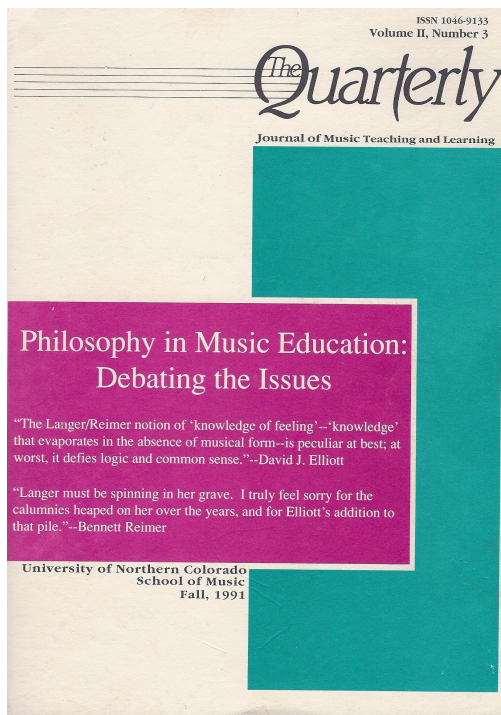 ISSN 1046-9133
Volume II, Number 3
The Quarterly
Journal of Music Teaching and Learning
Philosophy in Music Education:
Debating the Issues
“The Langer/Reimer notion of ‘knowledge of feeling’--‘knowledge’
that evaporates in the absence of musical form--is peculiar at best; at
worst, it defies logic and common sense.”--David J. Elliott
“Langer must be spinning in her grave.  I truly feel sorry for the
calumnies heaped on her over the years, and for Elliott’s addition to
that pile.”--Bennett Reimer
University of Northern Colorado
School of Music
Fall, 1991